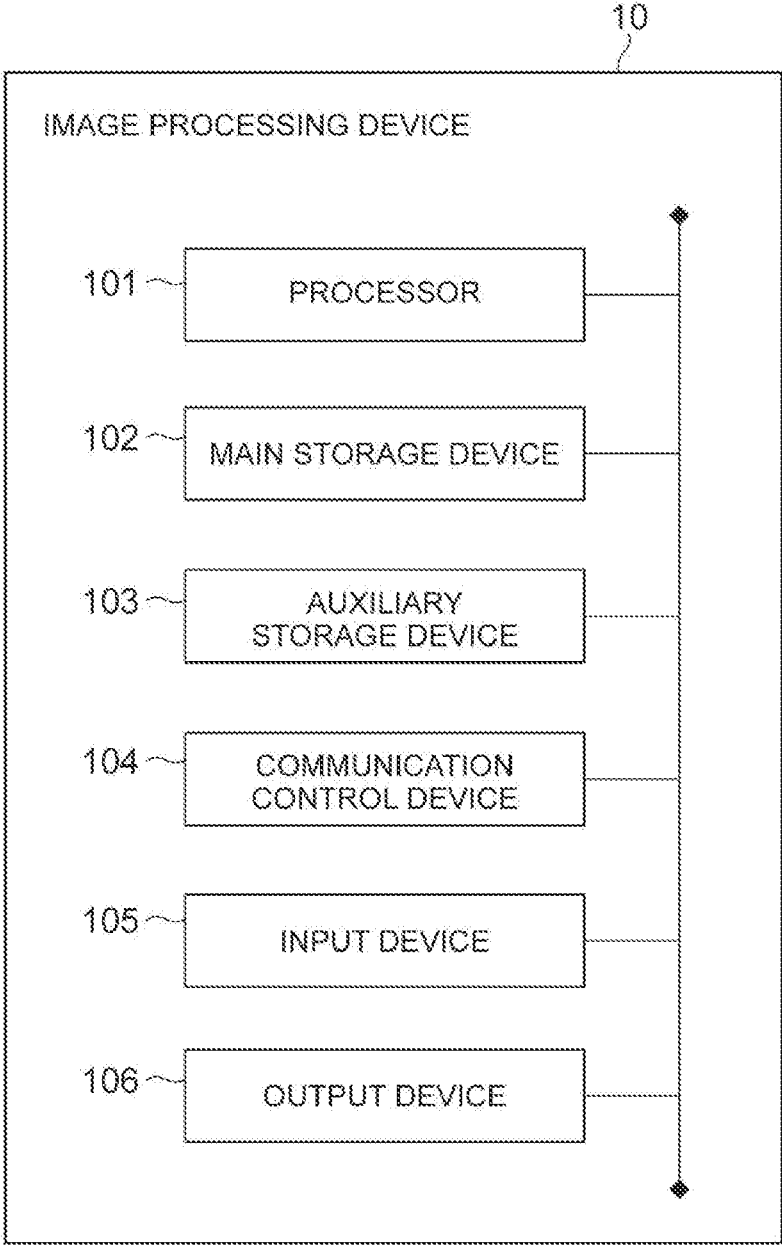 10
IMAGE PROCESSING DEVICE
101
PROCESSOR
102
MAIN STORAGE DEVICE
103
AUXILIARY
STORAGE DEVICE
104
COMMUNICATION
CONTROL DEVICE
105
INPUT DEVICE
106
OUTPUT DEVICE